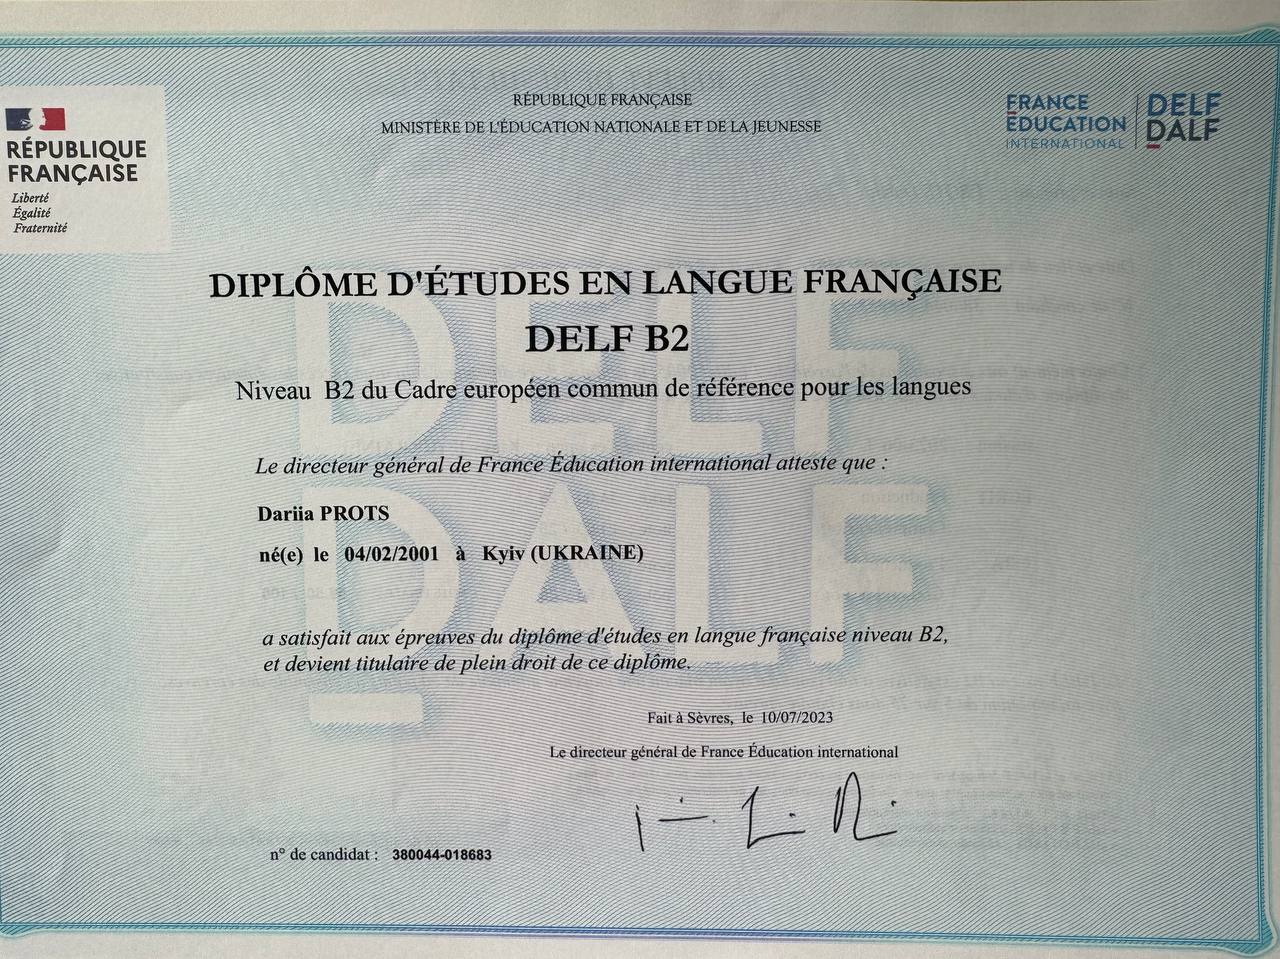 RÉPUBLIQUE FRANÇAISE
MINISTÈRE DE L'ÉDUCATION NATIONALE ET DE LA JEUNESSE
RÉPUBLIQUE
FRANÇAISE
Liberté
Égalité
Fraternité
FRANCE
ÉDUCATION
INTERNATIONAL
DELF
DALF
DIPLÔME D'ÉTUDES EN LANGUE FRANÇAISE
DELF B2
Niveau B2 du Cadre européen commun de référence pour les langues
Le directeur général de France Éducation international atteste que :
Dariia PROTS
né(e) le 04/02/2001 à Kyiv (UKRAINE)
a satisfait aux épreuves du diplôme d'études en langue française niveau B2,
et devient titulaire de plein droit de ce diplôme.
Fait à Sèvres, le 10/07/2023
Le directeur général de France Éducation international
n° de candidat : 380044-018683
DELF
DALF